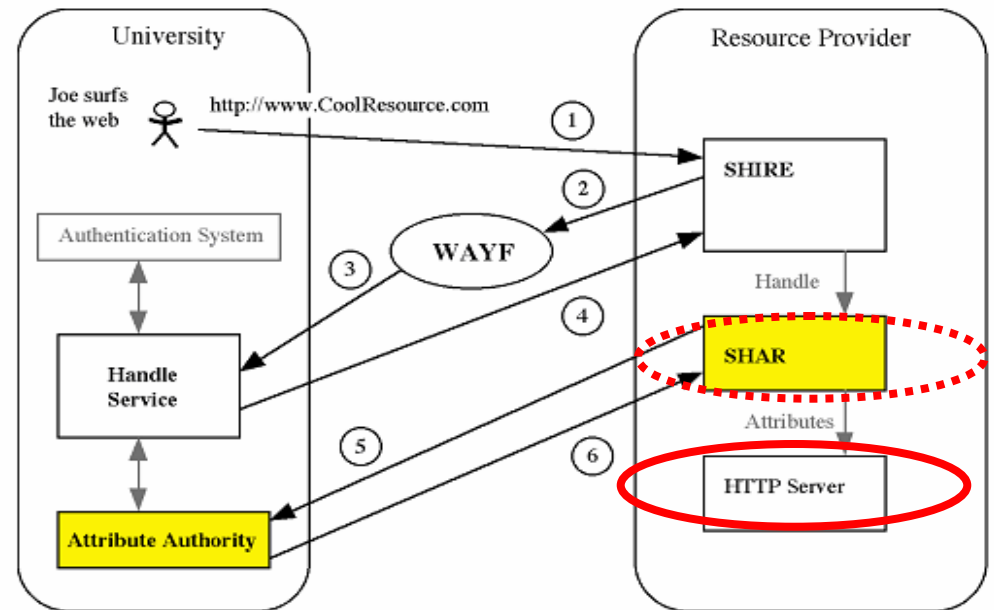 University
Resource Provider
Joe surfs
the web
http://www.CoolResource.com
1
SHIRE
2
Authentication System
WAYF
3
Handle
4
Handle
Service
SHAR
Attributes
5
6
HTTP Server
Attribute Authority